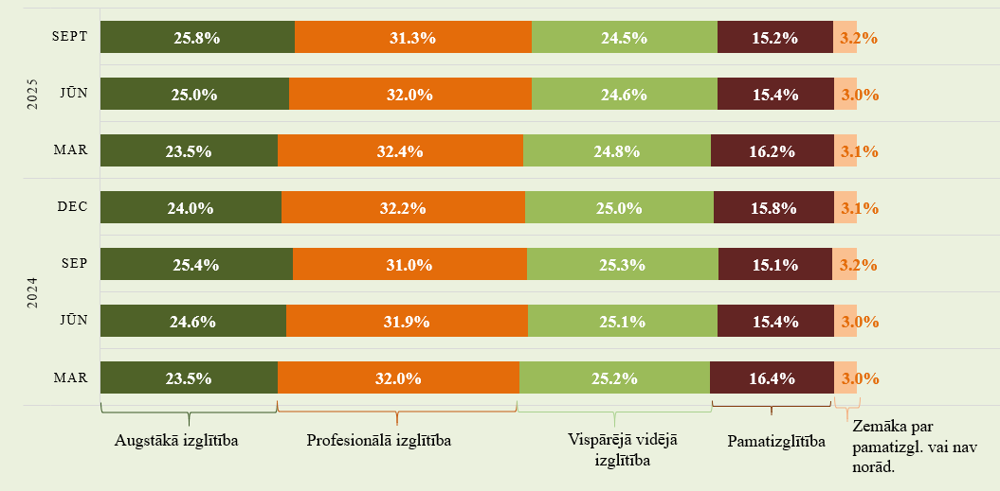 2025
SEPT 25.8% 31.3% 24.5% 15.2% 3.2%
JŪN 25.0% 32.0% 24.6% 15.4% 3.0%
MAR 23.5% 32.4% 24.8% 16.2% 3.1%
2024
DEC 24.0% 32.2% 25.0% 15.8% 3.1%
SEP 25.4% 31.0% 25.3% 15.1% 3.2%
JŪN 24.6% 31.9% 25.1% 15.4% 3.0%
MAR 23.5% 32.0% 25.2% 16.4% 3.0%
Augstākā izglītība
Profesionālā izglītība
Vispārējā vidējā
izglītība
Pamatizglītība
Zemāka par
pamatizgl. vai nav
norād.